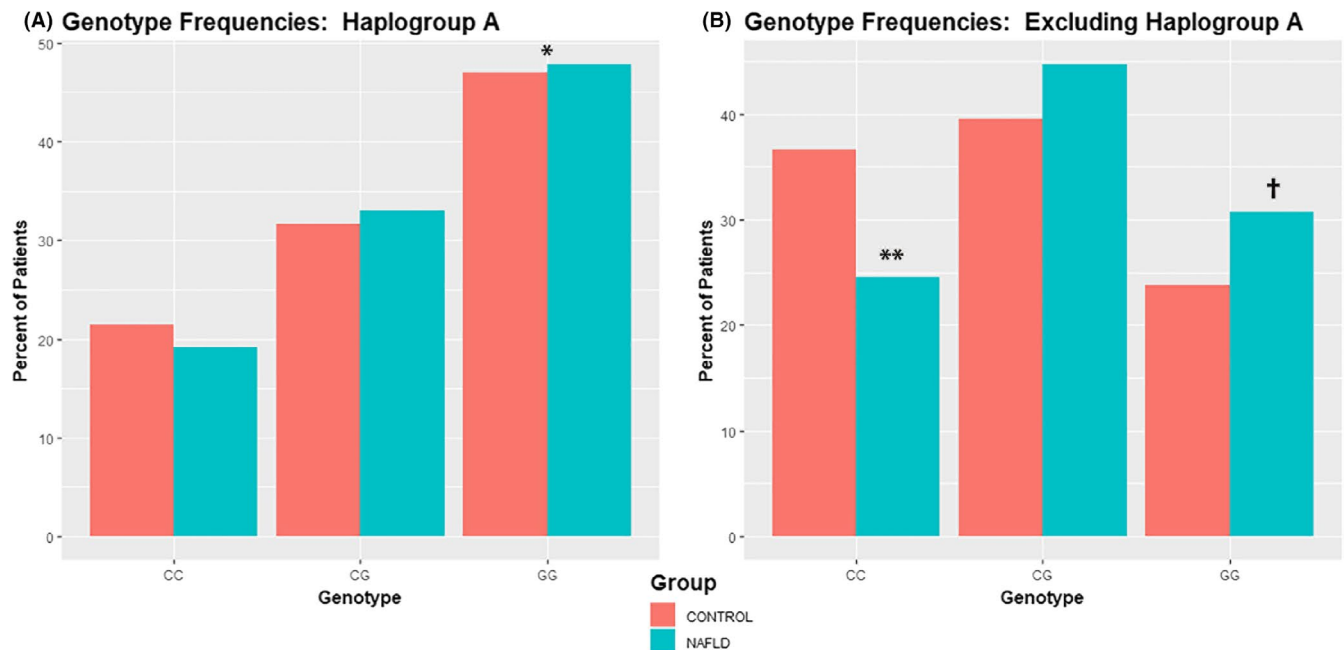 (A) Genotype Frequencies: Haplogroup A
50
40
30
20
10
0
Percent of Patients
*
CC
CG
GG
Genotype
(B) Genotype Frequencies: Excluding Haplogroup A
40
30
20
10
0
Percent of Patients
**
†
CC
CG
GG
Genotype
Group
CONTROL
NAFLD